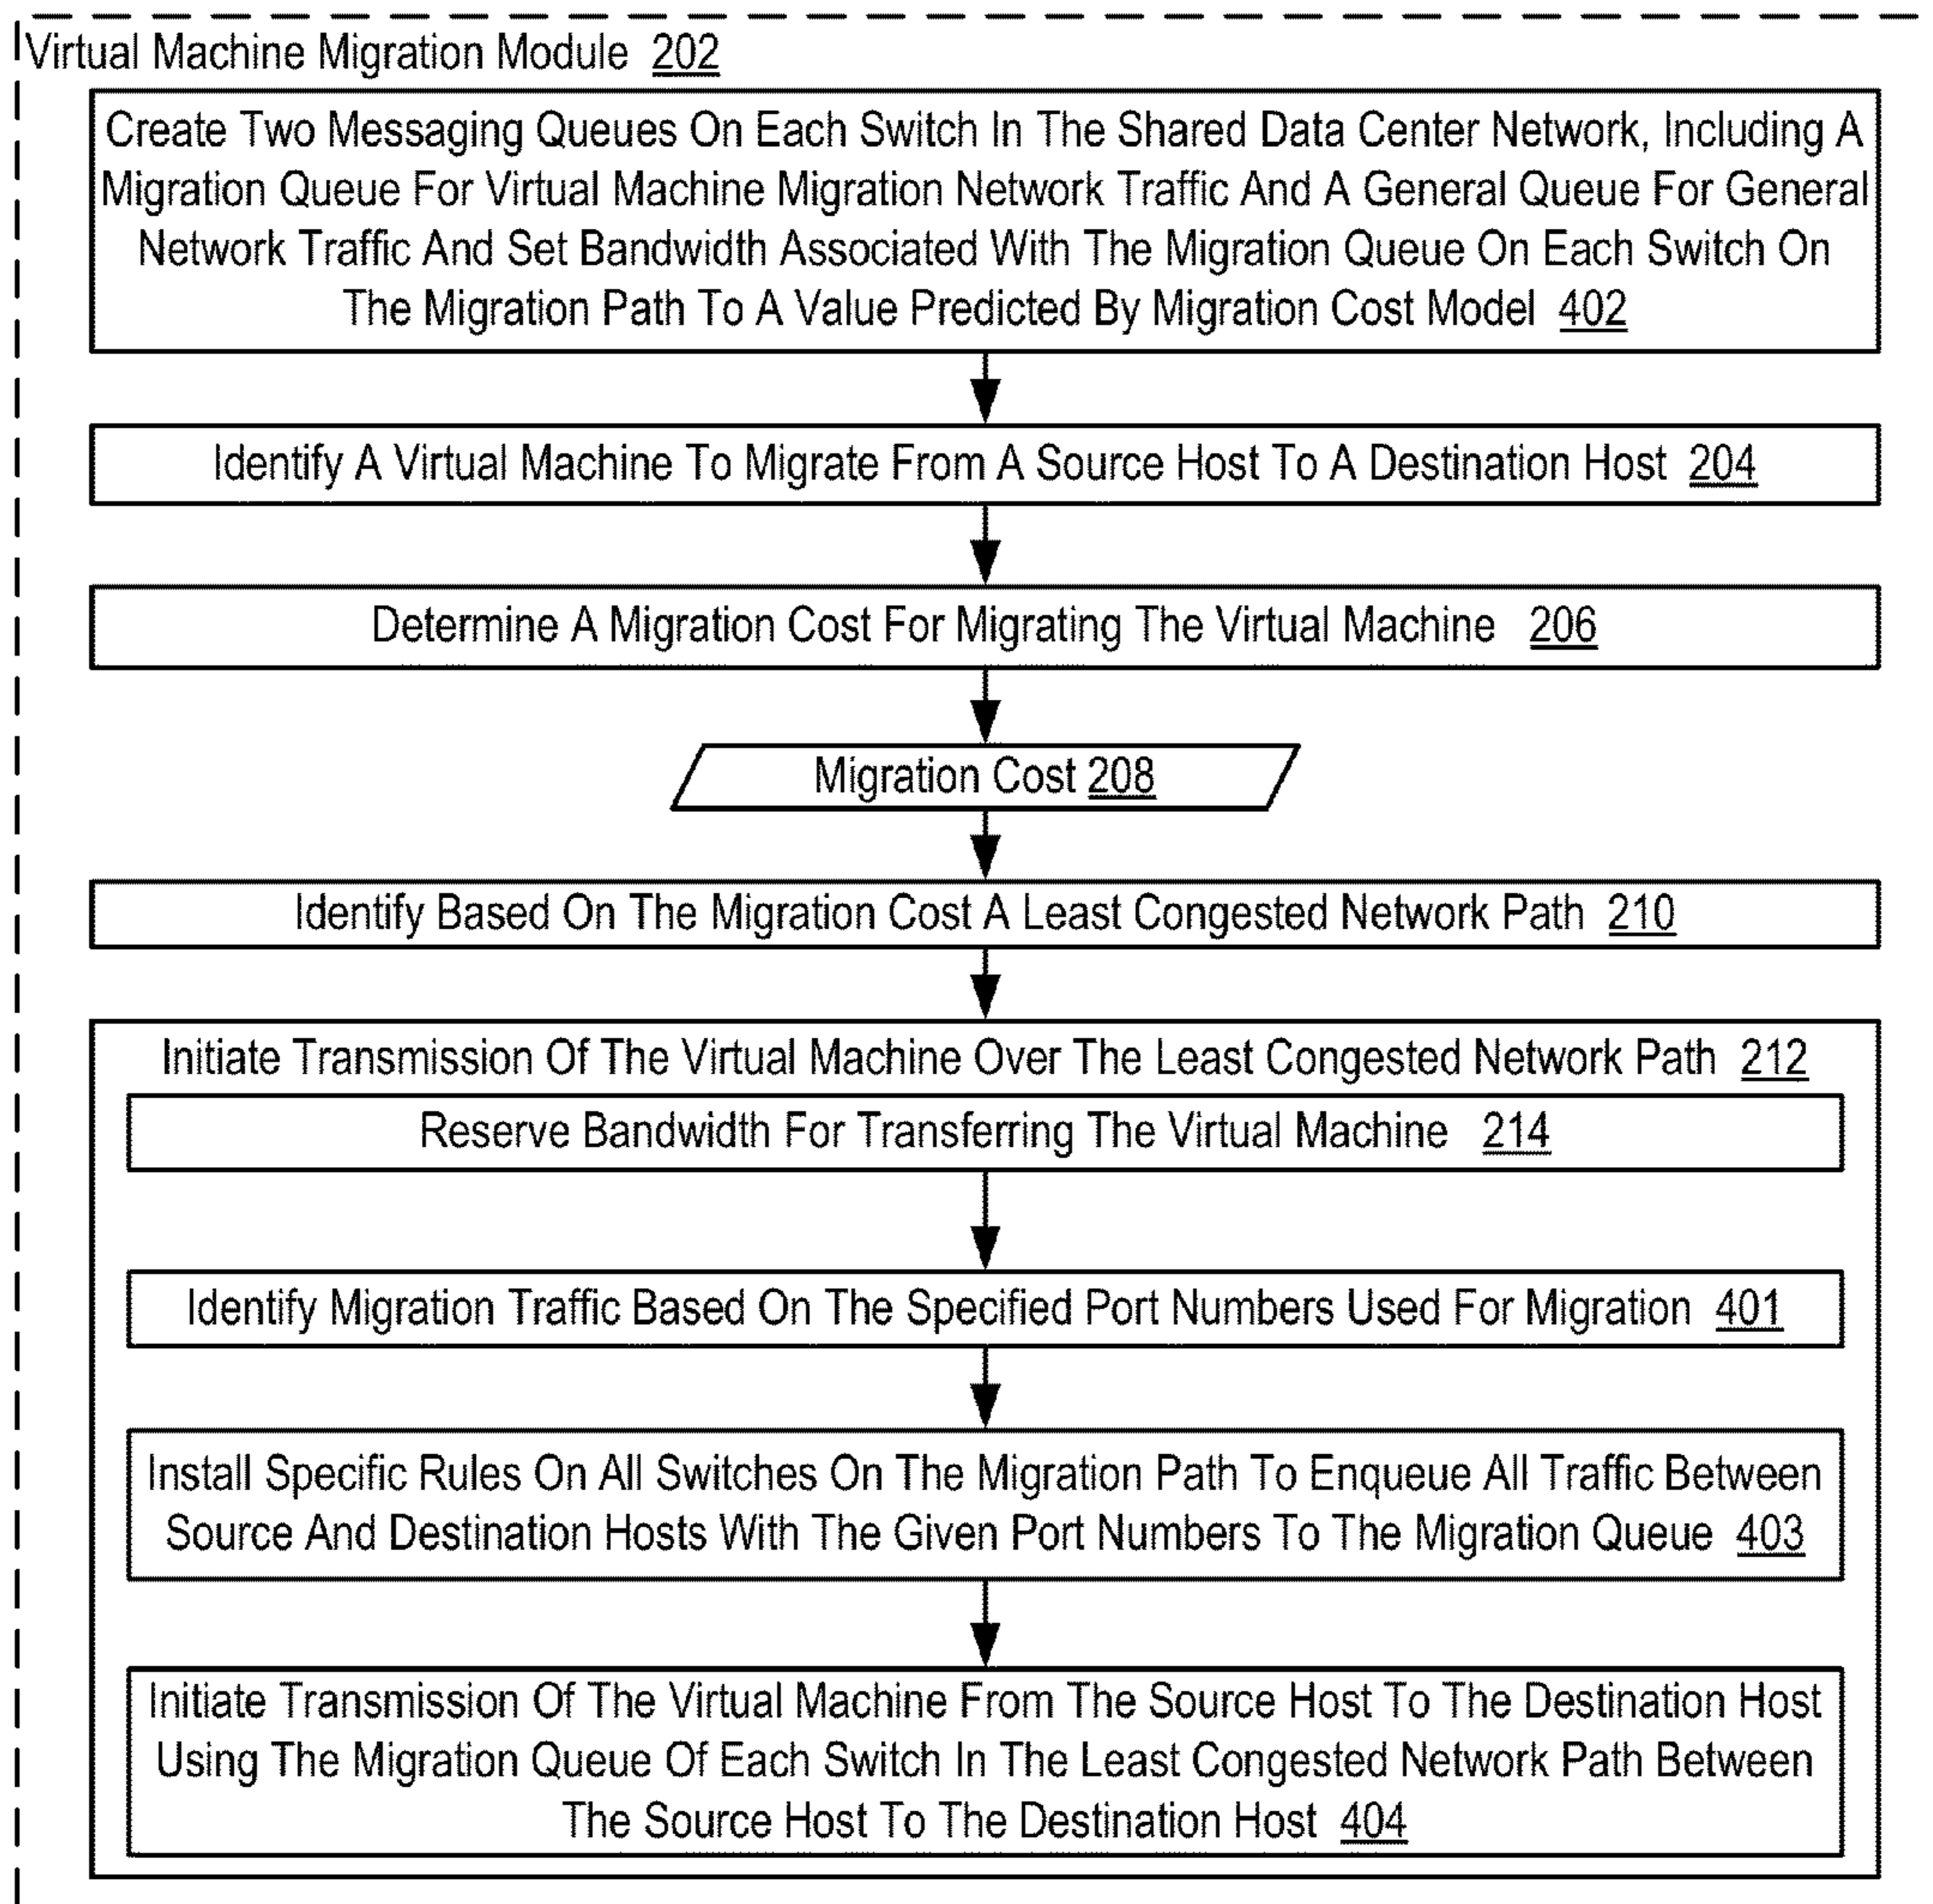 Virtual Machine Migration Module 202
Create Two Messaging Queues On Each Switch In The Shared Data Center Network, Including A
Migration Queue For Virtual Machine Migration Network Traffic And A General Queue For General
Network Traffic And Set Bandwidth Associated With The Migration Queue On Each Switch On
The Migration Path To A Value Predicted By Migration Cost Model 402
Identify A Virtual Machine To Migrate From A Source Host To A Destination Host 204
Determine A Migration Cost For Migrating The Virtual Machine 206
Migration Cost 208
Identify Based On The Migration Cost A Least Congested Network Path 210
Initiate Transmission Of The Virtual Machine Over The Least Congested Network Path 212
Reserve Bandwidth For Transferring The Virtual Machine 214
Identify Migration Traffic Based On The Specified Port Numbers Used For Migration 401
Install Specific Rules On All Switches On The Migration Path To Enqueue All Traffic Between
Source And Destination Hosts With The Given Port Numbers To The Migration Queue 403
Initiate Transmission Of The Virtual Machine From The Source Host To The Destination Host
Using The Migration Queue Of Each Switch In The Least Congested Network Path Between
The Source Host To The Destination Host 404